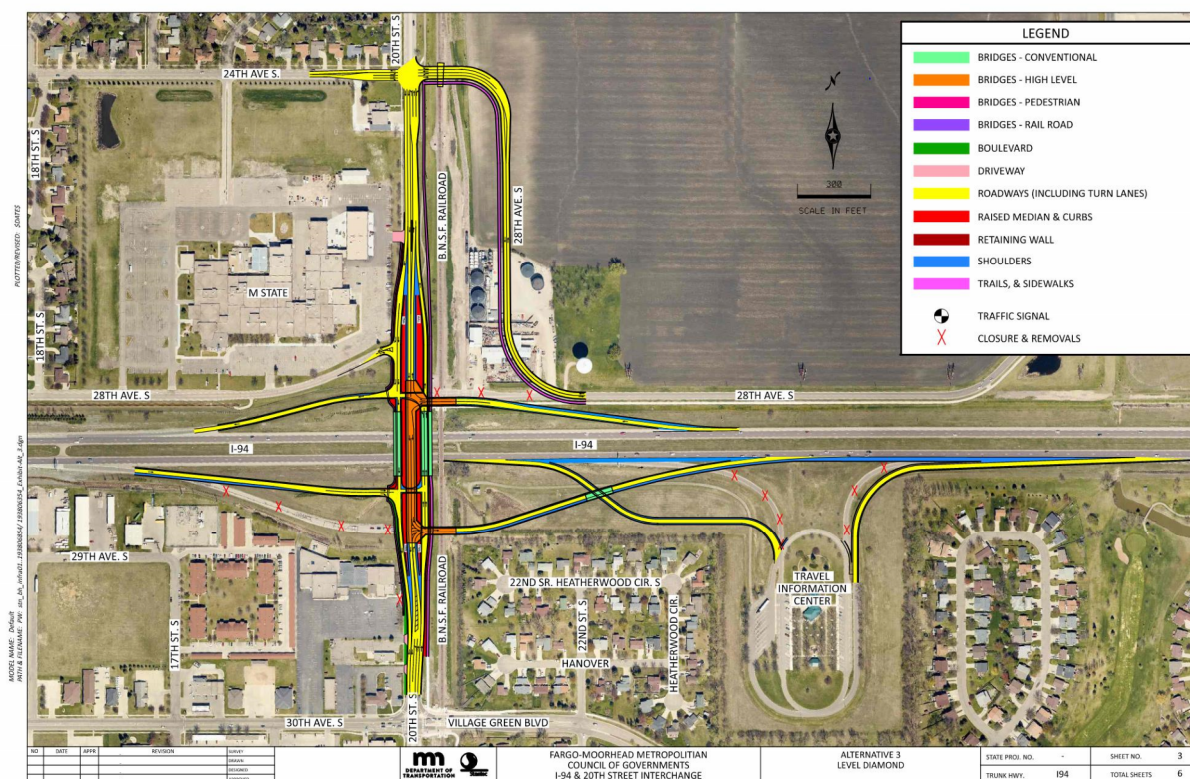 24TH AVE S.
20TH ST. S
18TH ST. S
18TH ST. S
M STATE
B.N.S.F. RAILROAD
28TH AVE. S
28TH AVE. S
28TH AVE. S
I-94
I-94
29TH AVE. S
17TH ST. S
B.N.S.F. RAILROAD
22ND SR. HEATHERWOOD CIR. S
22ND ST. S
HEATHERWOOD CIR.
HANOVER
TRAVEL
INFORMATION
CENTER
30TH AVE. S
20TH ST. S
VILLAGE GREEN BLVD
N
300
SCALE IN FEET
LEGEND
BRIDGES - CONVENTIONAL
BRIDGES - HIGH LEVEL
BRIDGES - PEDESTRIAN
BRIDGES - RAIL ROAD
BOULEVARD
DRIVEWAY
ROADWAYS (INCLUDING TURN LANES)
RAISED MEDIAN & CURBS
RETAINING WALL
SHOULDERS
TRAILS, & SIDEWALKS
TRAFFIC SIGNAL
CLOSURE & REMOVALS
PLOTTED/REVISED: SDATES
MODEL NAME: Default
NO DATE APPR REVISION
SURVEY
DRAWN
DESIGNED
DEPARTMENT OF
TRANSPORTATION
Stantec
FARGO-MOORHEAD METROPOLITAN
COUNCIL OF GOVERNMENTS
I-94 & 20TH STREET INTERCHANGE
ALTERNATIVE 3
LEVEL DIAMOND
STATE PROJ. NO. -
SHEET NO. 3
TRUNK HWY. I94
TOTAL SHEETS 6